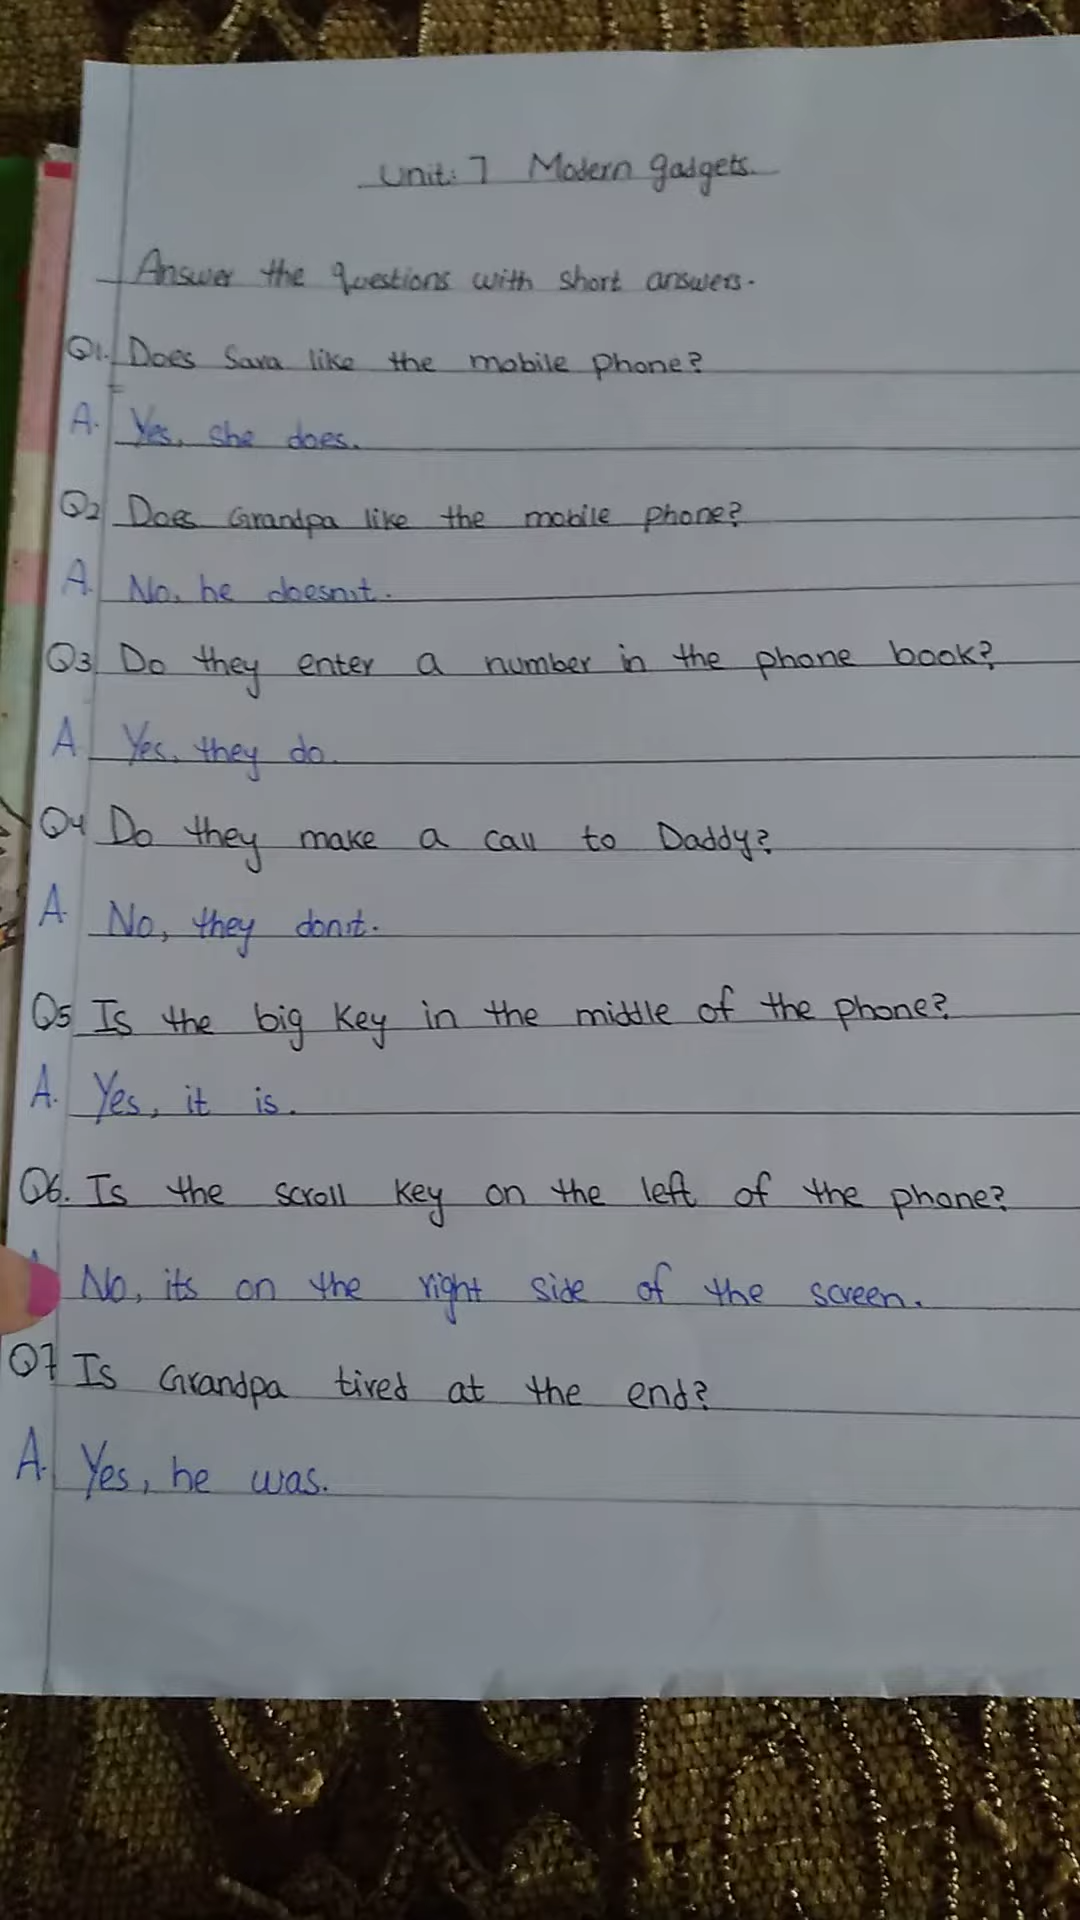 Unit: 7 Modern gadgets.
Answer the questions with short answers.
Q1. Does Sara like the mobile phone?
A. Yes, she does.
Q2 Does Grandpa like the mobile phone?
A. No, he doesn't.
Q3 Do they enter a number in the phone book?
A Yes, they do.
Q4 Do they make a call to Daddy?
A. No, they don't.
Q5 Is the big key in the middle of the phone?
A. Yes, it is.
Q6. Is the scroll key on the left of the phone?
No, its on the right side of the screen.
Q7 Is Grandpa tired at the end?
A. Yes, he was.